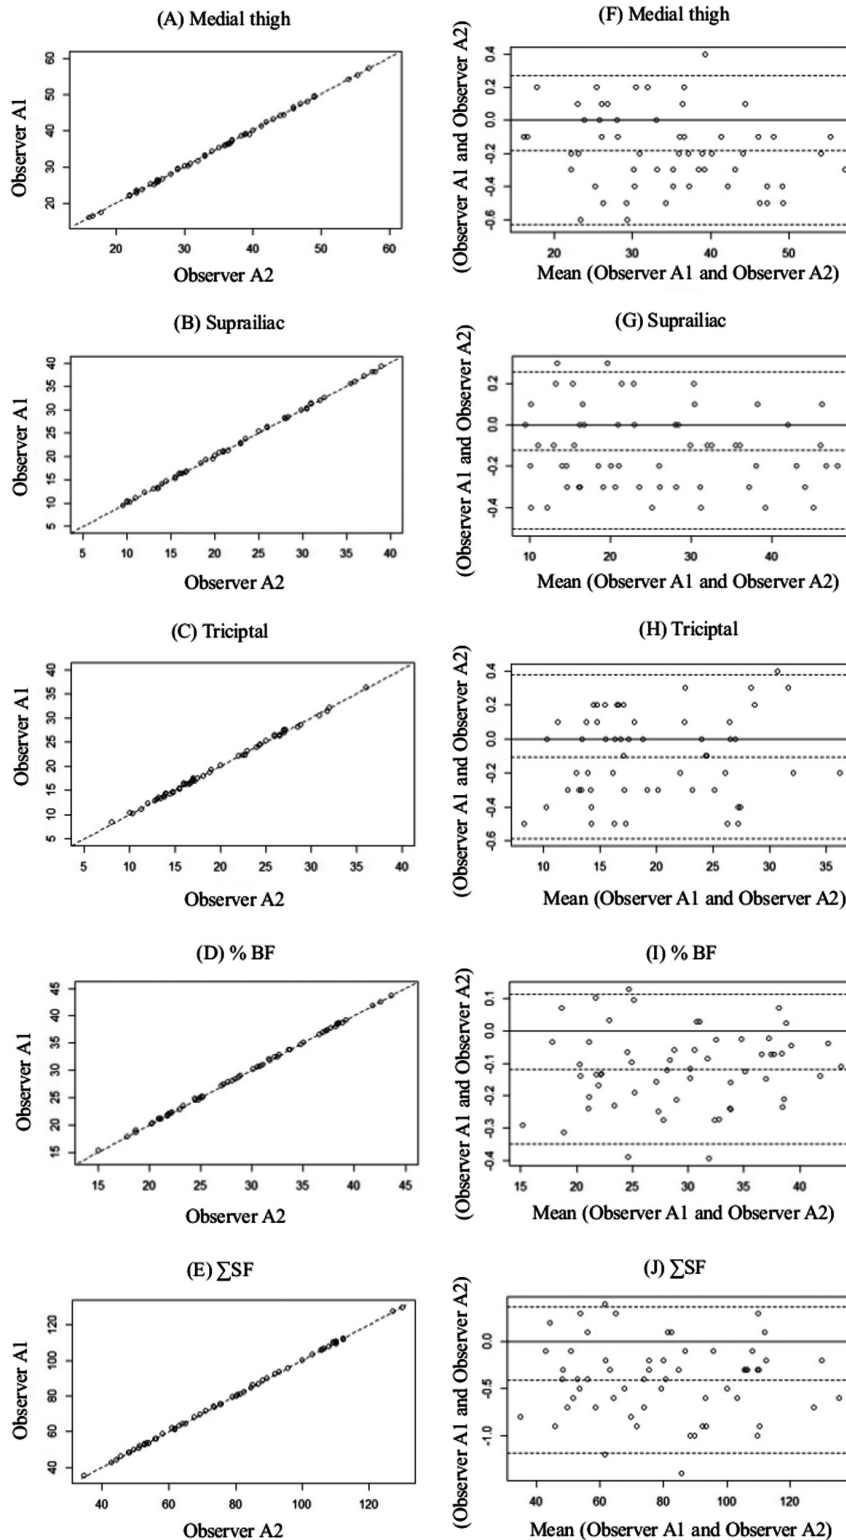 (A) Medial thigh
Observer A1
60
50
40
30
20
20 30 40 50 60
Observer A2
(F) Medial thigh
(Observer A1 and Observer A2)
0.4
0.2
0.0
-0.2
-0.4
-0.6
20 30 40 50
Mean (Observer A1 and Observer A2)
(B) Suprailiac
Observer A1
40
35
30
25
20
15
10
5
5 10 15 20 25 30 35 40
Observer A2
(G) Suprailiac
(Observer A1 and Observer A2)
0.2
0.0
-0.2
-0.4
10 20 30 40
Mean (Observer A1 and Observer A2)
(C) Triciptal
Observer A1
40
35
30
25
20
15
10
5
5 10 15 20 25 30 35 40
Observer A2
(H) Triciptal
(Observer A1 and Observer A2)
0.4
0.2
0.0
-0.2
-0.4
-0.6
10 15 20 25 30 35
Mean (Observer A1 and Observer A2)
(D) % BF
Observer A1
45
40
35
30
25
20
15
15 20 25 30 35 40 45
Observer A2
(I) % BF
(Observer A1 and Observer A2)
0.1
0.0
-0.1
-0.2
-0.3
-0.4
15 20 25 30 35 40
Mean (Observer A1 and Observer A2)
(E) ∑SF
Observer A1
120
100
80
60
40
40 60 80 100 120
Observer A2
(J) ∑SF
(Observer A1 and Observer A2)
0.0
-0.5
-1.0
40 60 80 100 120
Mean (Observer A1 and Observer A2)